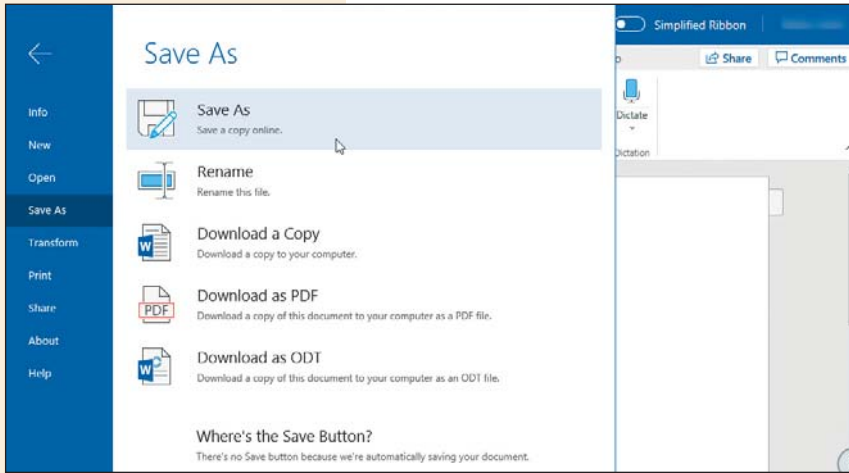 Simplified Ribbon
Share
Comments
Dictate
Dictation
Save As
Info
New
Open
Save As
Transform
Print
Share
About
Help
Save As
Save a copy online.
Rename
Rename this file.
Download a Copy
Download a copy to your computer.
PDF
Download as PDF
Download a copy of this document to your computer as a PDF file.
Download as ODT
Download a copy of this document to your computer as an ODT file.
Where's the Save Button?
There's no Save button because we're automatically saving your document.